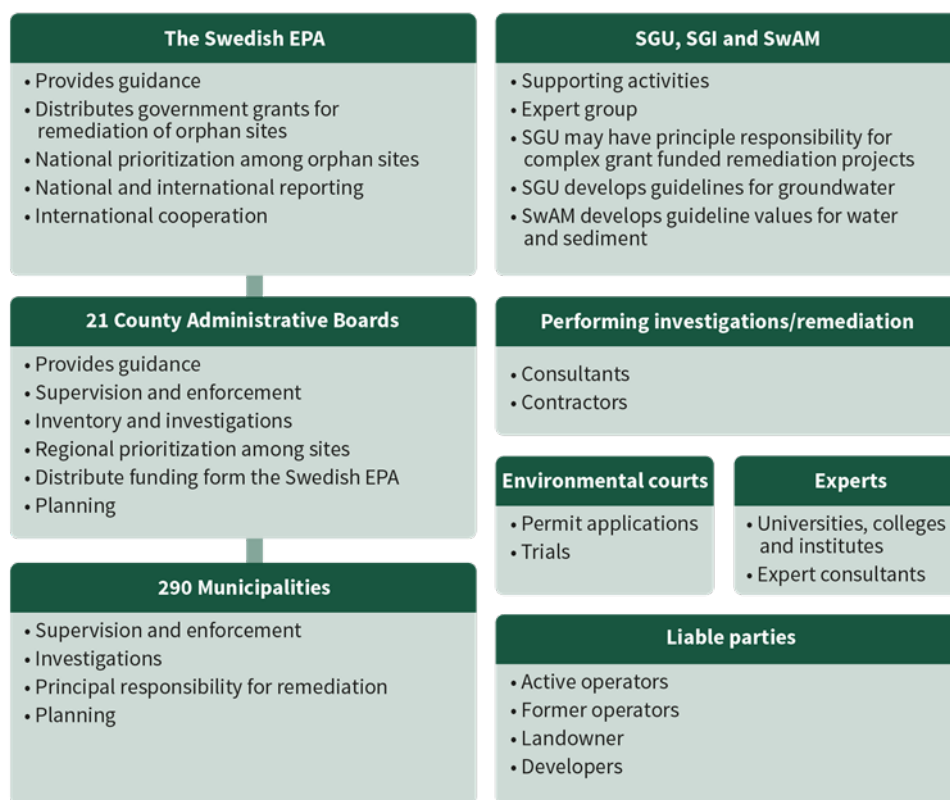 The Swedish EPA
• Provides guidance
• Distributes government grants for
remediation of orphan sites
• National prioritization among orphan sites
• National and international reporting
• International cooperation
SGU, SGI and SwAM
• Supporting activities
• Expert group
• SGU may have principle responsibility for
complex grant funded remediation projects
• SGU develops guidelines for groundwater
• SwAM develops guideline values for water
and sediment
21 County Administrative Boards
• Provides guidance
• Supervision and enforcement
• Inventory and investigations
• Regional prioritization among sites
• Distribute funding form the Swedish EPA
• Planning
Performing investigations/remediation
• Consultants
• Contractors
Environmental courts
• Permit applications
• Trials
Experts
• Universities, colleges
and institutes
• Expert consultants
290 Municipalities
• Supervision and enforcement
• Investigations
• Principal responsibility for remediation
• Planning
Liable parties
• Active operators
• Former operators
• Landowner
• Developers